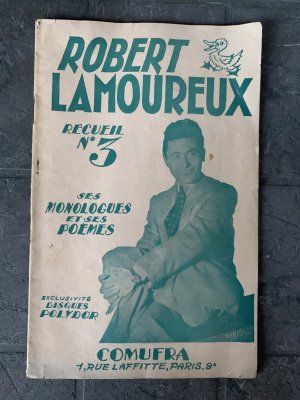 ROBERT
LAMOUREUX
RECUEIL
N° 3
SES
MONOLOGUES
ET SES
POÈMES
EXCLUSIVITÉ
DISQUES
POLYDOR
COMUFRA
1, RUE LAFFITTE, PARIS. 9e